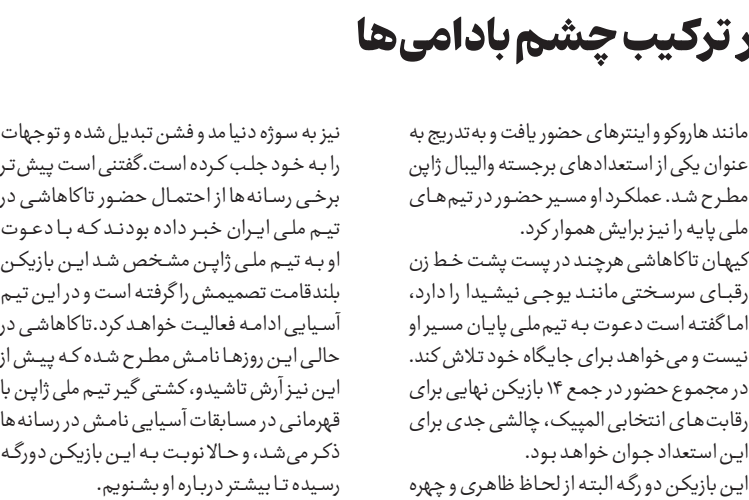 ر ترکیب چشم بادامی‌ها
مانند هاروکو و اینترهای حضور یافت و به تدریج به
عنوان یکی از استعدادهای برجسته والیبال ژاپن
مطرح شد. عملکرد او مسیر حضور در تیم‌های
ملی پایه را نیز برایش هموار کرد.
کیهان تاکاهاشی هرچند در پست پشت خط زن
رقبای سرسختی مانند یوجی نیشیدا را دارد،
اما گفته است دعوت به تیم ملی پایان مسیر او
نیست و می‌خواهد برای جایگاه خود تلاش کند.
در مجموع حضور در جمع ۱۴ بازیکن نهایی برای
رقابت‌های انتخابی المپیک، چالشی جدی برای
این استعداد جوان خواهد بود.
این بازیکن دو رگه البته از لحاظ ظاهری و چهره
نیز به سوژه دنیا مد و فشن تبدیل شده و توجهات
را به خود جلب کرده است.گفتنی است پیش‌تر
برخی رسانه‌ها از احتمال حضور تاکاهاشی در
تیم ملی ایران خبر داده بودند که با دعوت
او به تیم ملی ژاپن مشخص شد این بازیکن
بلندقامت تصمیمش را گرفته است و در این تیم
آسیایی ادامه فعالیت خواهد کرد.تاکاهاشی در
حالی این روزها نامش مطرح شده که پیش از
این نیز آرش تاشیدو، کشتی گیر تیم ملی ژاپن با
قهرمانی در مسابقات آسیایی نامش در رسانه‌ها
ذکر می‌شد، و حالا نوبت به این بازیکن دورگه
رسیده تا بیشتر درباره او بشنویم.